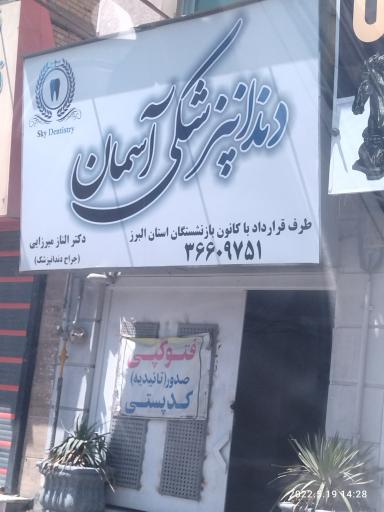 Sky Dentistry
دندانپزشکی آسمان
طرف قرارداد با کانون بازنشستگان استان البرز
۳۶۶۰۹۷۵۱
دکتر الناز میرزایی
(جراح دندانپزشک)
فتوکپی
صدور(تائیدیه)
کدپستی
2022.5.19 14:28